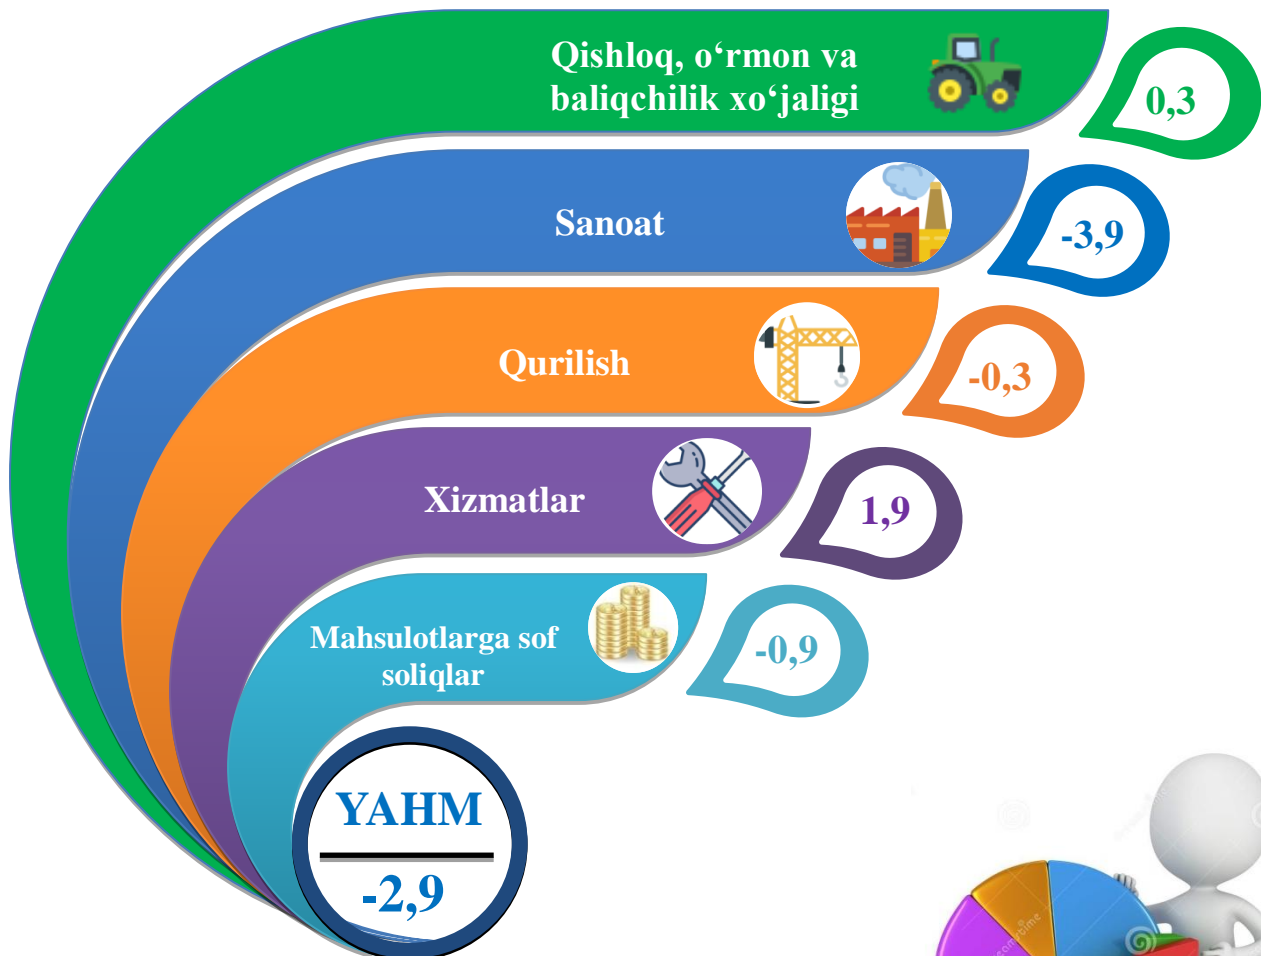 Qishloq, o‘rmon va
baliqchilik xo‘jaligi
0,3
Sanoat
-3,9
Qurilish
-0,3
Xizmatlar
1,9
Mahsulotlarga sof
soliqlar
-0,9
YAHM
-2,9